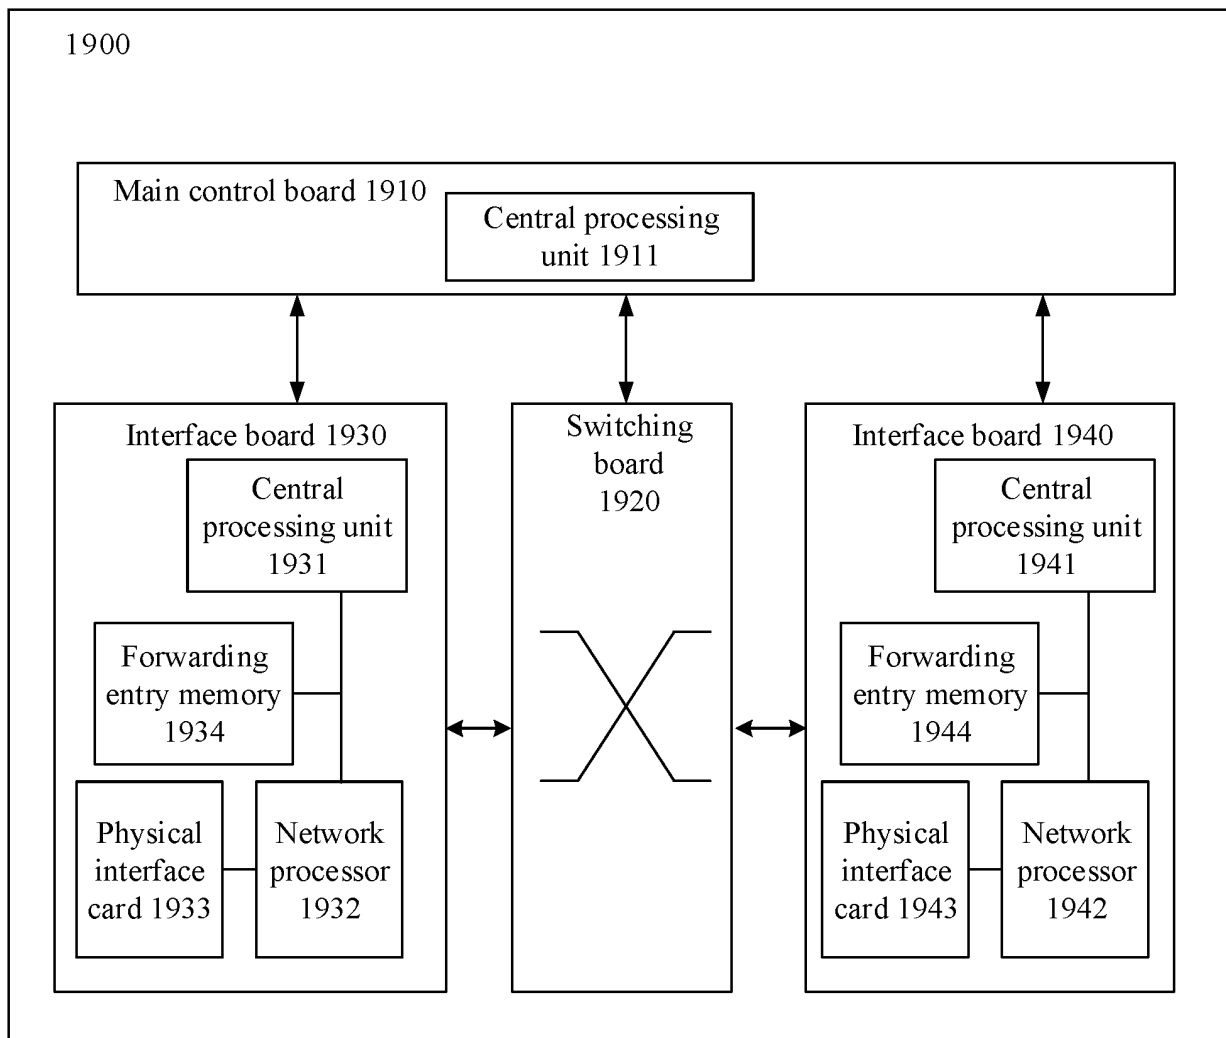 1900
Main control board 1910
Central processing
unit 1911
Interface board 1930
Central
processing unit
1931
Forwarding
entry memory
1934
Physical
interface
card 1933
Network
processor
1932
Switching
board
1920
Interface board 1940
Central
processing unit
1941
Forwarding
entry memory
1944
Physical
interface
card 1943
Network
processor
1942